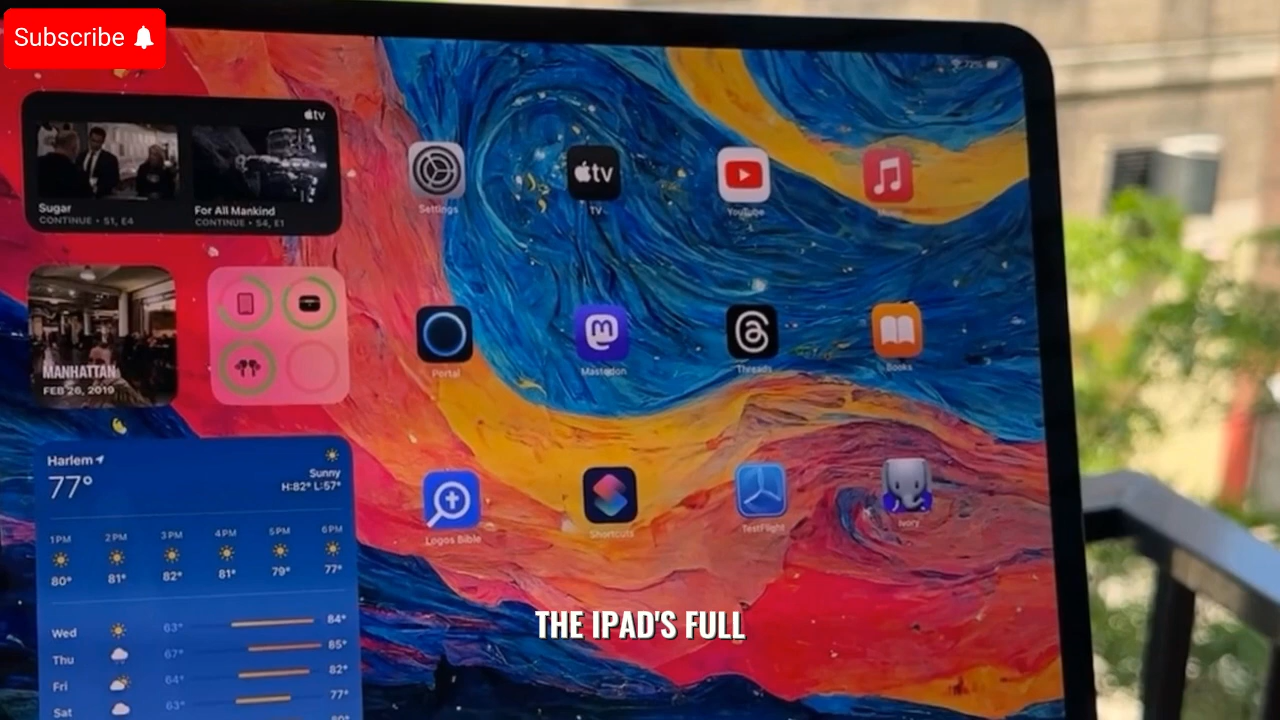 Subscribe
72%
tv
Sugar
CONTINUE • S1, E4
For All Mankind
CONTINUE • S4, E1
Settings
tv
TV
YouTube
Music
MANHATTAN
FEB 26, 2019
Portal
Mastodon
Threads
Books
Harlem
77°
Sunny
H:82° L:57°
1PM 2PM 3PM 4PM 5PM 6PM
80° 81° 82° 81° 79° 77°
Wed 63° 84°
Thu 67° 85°
Fri 64° 82°
Sat 63° 77°
Logos Bible
Shortcuts
TestFlight
Ivory
THE IPAD'S FULL